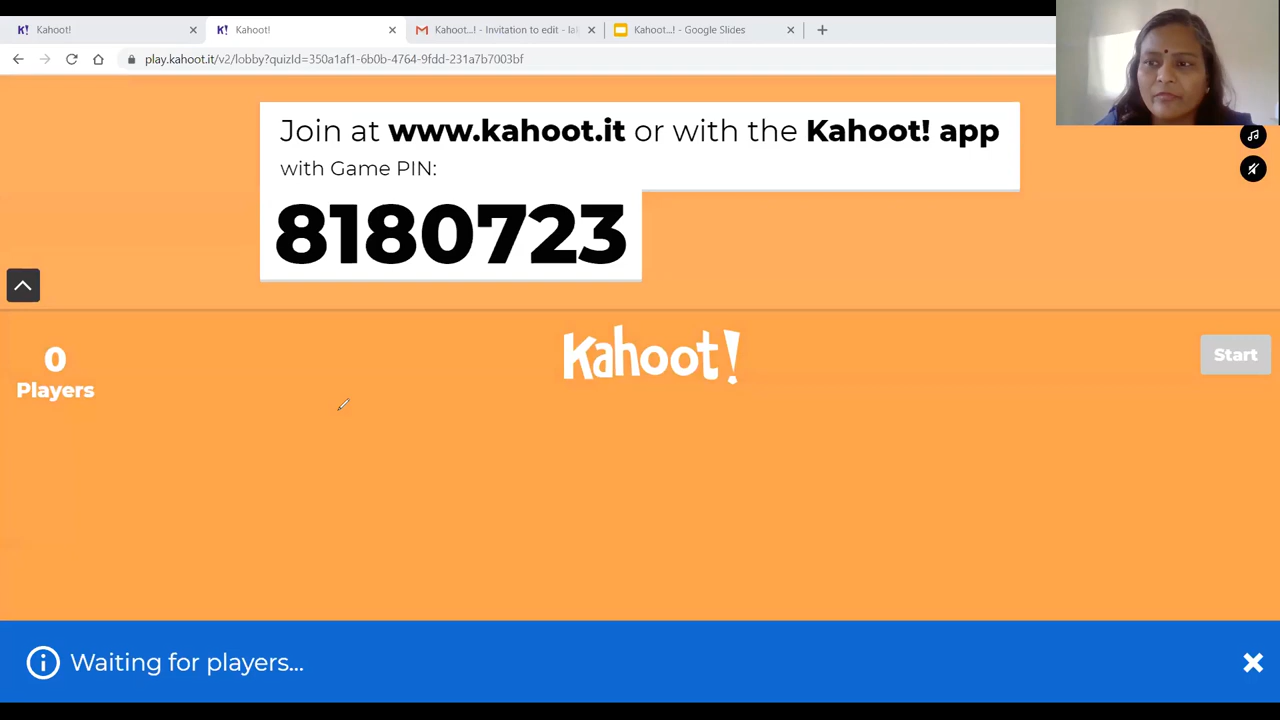 Kahoot!
Kahoot!
Kahoot...! - Invitation to edit - lak
Kahoot...! - Google Slides
play.kahoot.it/v2/lobby?quizId=350a1af1-6b0b-4764-9fdd-231a7b7003bf
Join at www.kahoot.it or with the Kahoot! app
with Game PIN:
8180723
0
Players
Kahoot!
Start
Waiting for players...